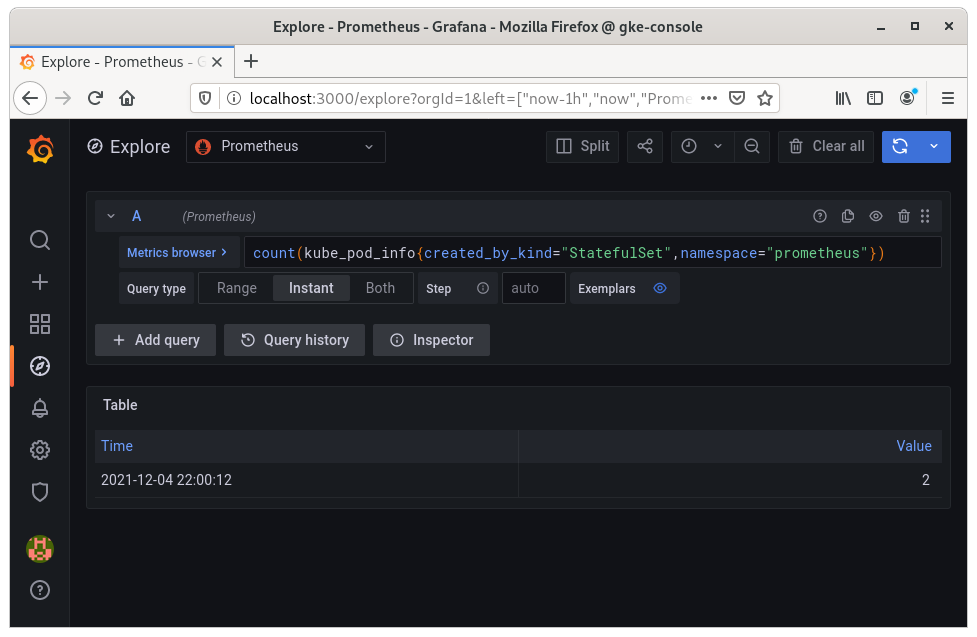 Explore - Prometheus - Grafana - Mozilla Firefox @ gke-console
Explore - Prometheus - G
localhost:3000/explore?orgId=1&left=["now-1h","now","Prome
Explore
Prometheus
Split
Clear all
A
(Prometheus)
Metrics browser >
count(kube_pod_info{created_by_kind="StatefulSet",namespace="prometheus"})
Query type
Range
Instant
Both
Step
auto
Exemplars
+ Add query
Query history
Inspector
Table
Time
Value
2021-12-04 22:00:12
2